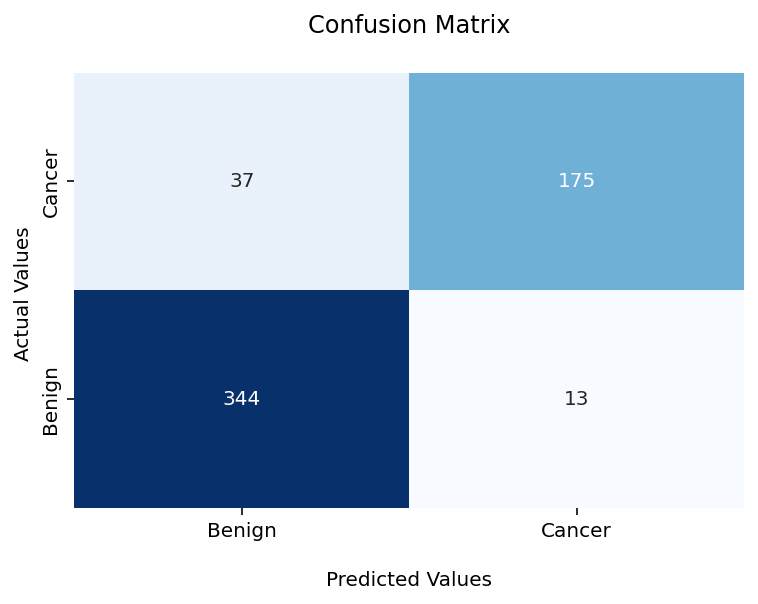 Confusion Matrix
Actual Values
Cancer
37
175
Benign
344
13
Benign
Cancer
Predicted Values